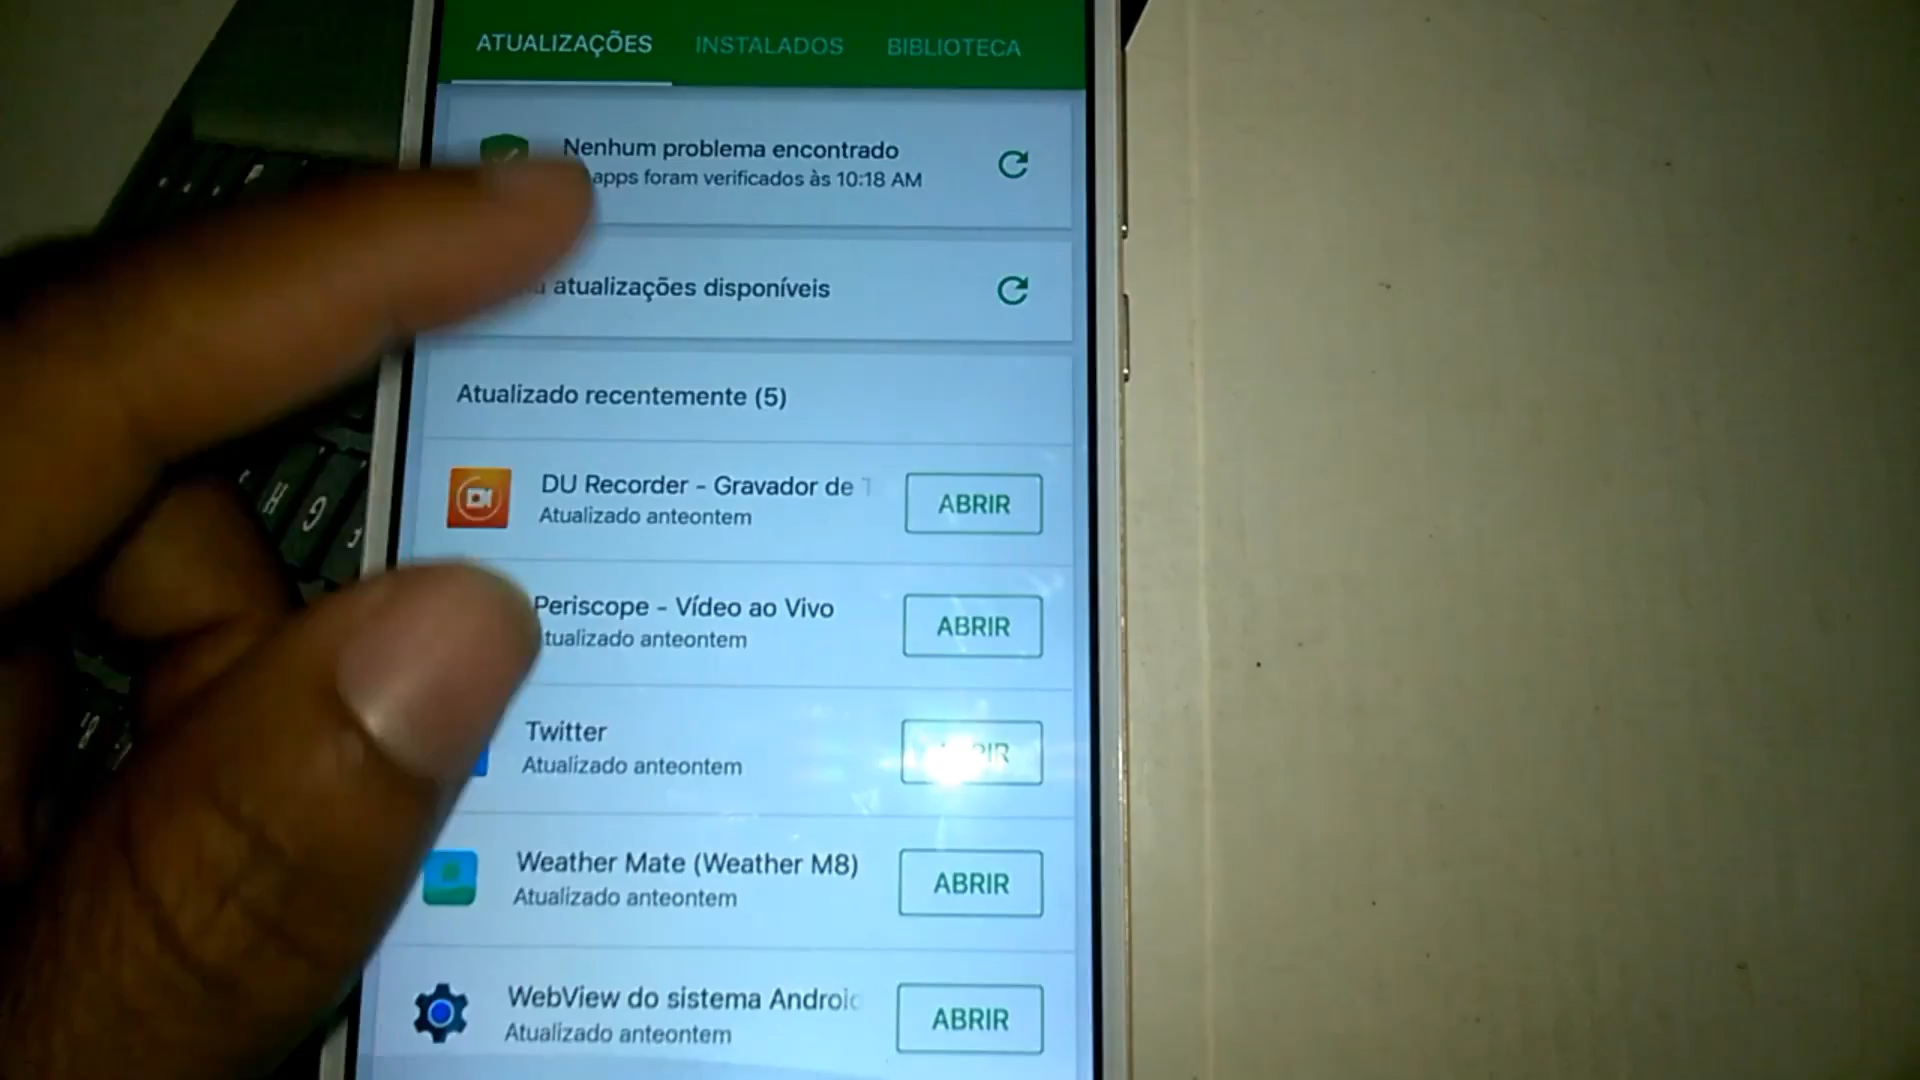 ATUALIZAÇÕES INSTALADOS BIBLIOTECA
Nenhum problema encontrado
apps foram verificados às 10:18 AM
atualizações disponíveis
Atualizado recentemente (5)
DU Recorder - Gravador de
Atualizado anteontem
ABRIR
Periscope - Vídeo ao Vivo
tualizado anteontem
ABRIR
Twitter
Atualizado anteontem
Weather Mate (Weather M8)
Atualizado anteontem
ABRIR
WebView do sistema Android
Atualizado anteontem
ABRIR
H
G